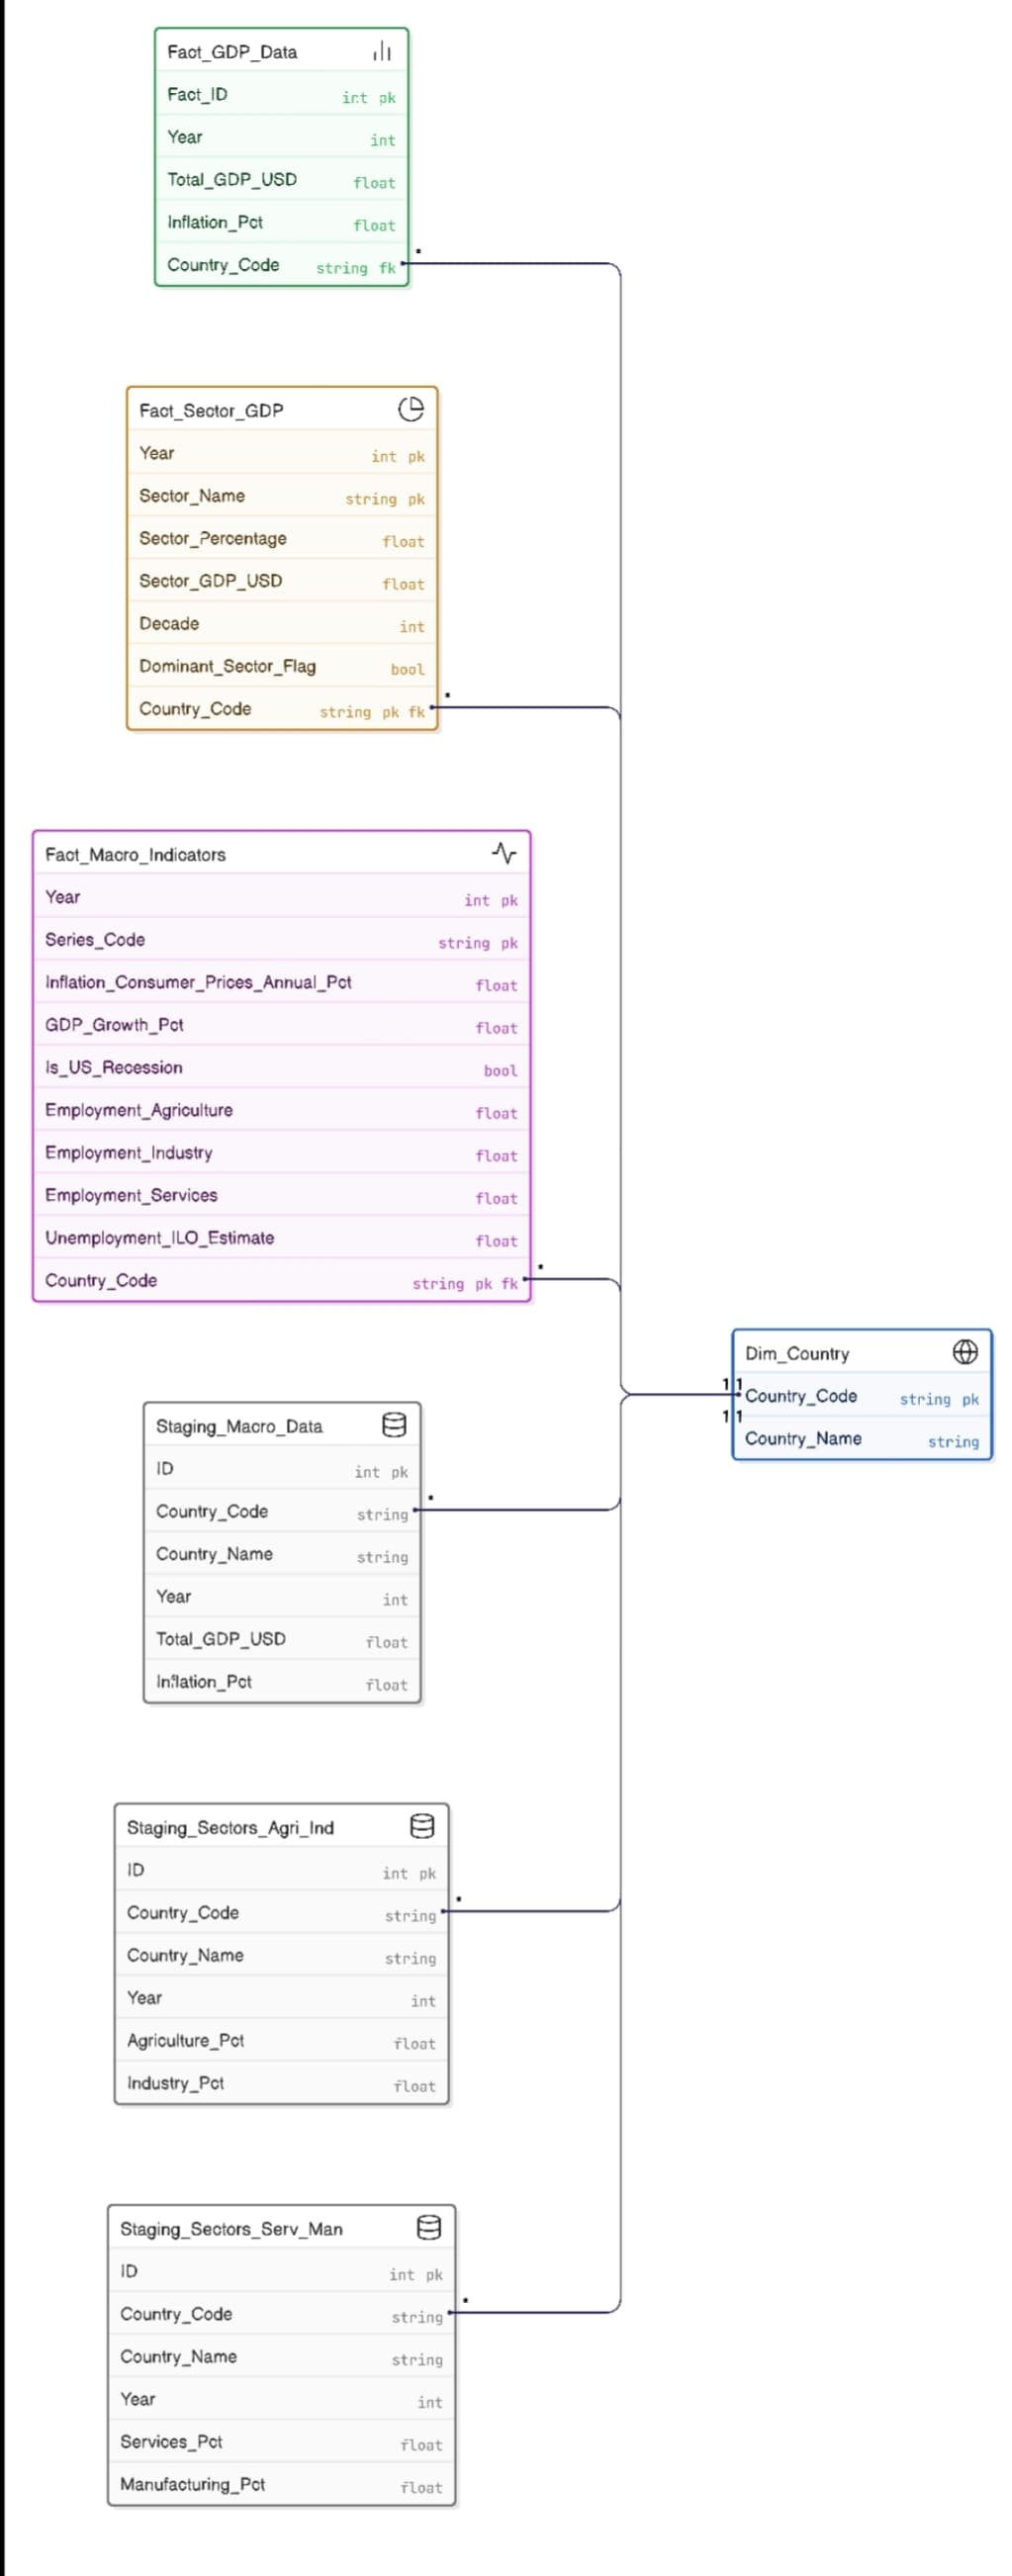 Fact_GDP_Data
Fact_ID int pk
Year int
Total_GDP_USD float
Inflation_Pct float
Country_Code string fk
*
Fact_Sector_GDP
Year int pk
Sector_Name string pk
Sector_Percentage float
Sector_GDP_USD float
Decade int
Dominant_Sector_Flag bool
Country_Code string pk fk
*
Fact_Macro_Indicators
Year int pk
Series_Code string pk
Inflation_Consumer_Prices_Annual_Pct float
GDP_Growth_Pct float
Is_US_Recession bool
Employment_Agriculture float
Employment_Industry float
Employment_Services float
Unemployment_ILO_Estimate float
Country_Code string pk fk
*
Dim_Country
1 1 Country_Code string pk
1 1
Country_Name string
Staging_Macro_Data
ID int pk
Country_Code string
*
Country_Name string
Year int
Total_GDP_USD float
Inflation_Pct float
Staging_Sectors_Agri_Ind
ID int pk
Country_Code string
*
Country_Name string
Year int
Agriculture_Pct float
Industry_Pct float
Staging_Sectors_Serv_Man
ID int pk
Country_Code string
*
Country_Name string
Year int
Services_Pct float
Manufacturing_Pct float